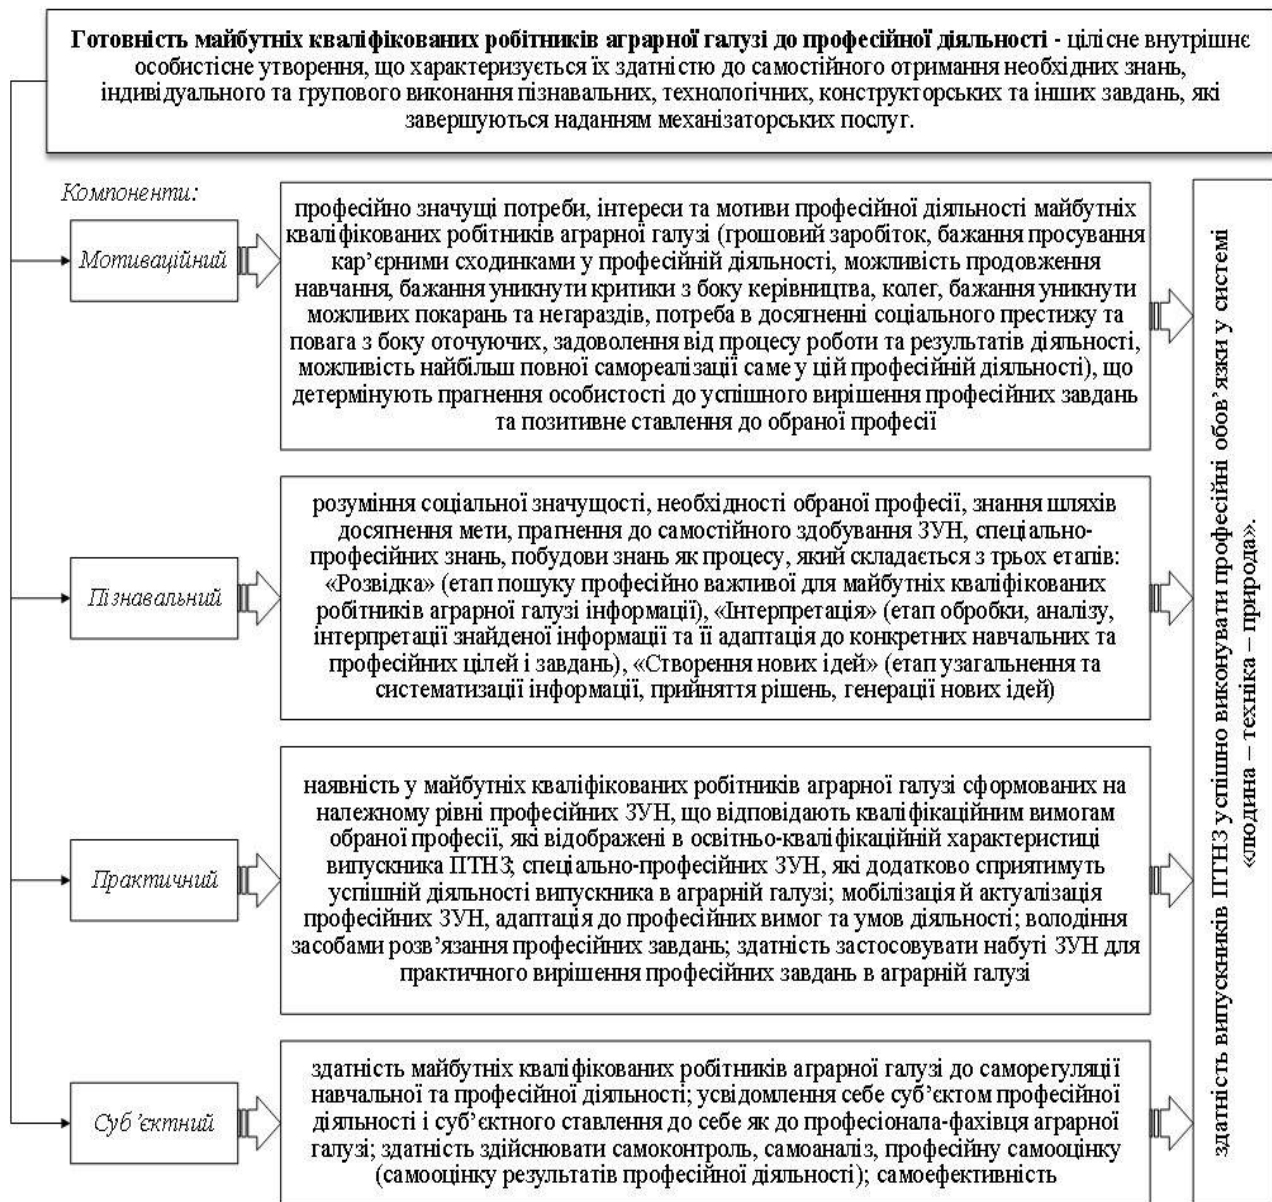 Готовність майбутніх кваліфікованих робітників аграрної галузі до професійної діяльності - цілісне внутрішнє
особистісне утворення, що характеризується їх здатністю до самостійного отримання необхідних знань,
індивідуального та групового виконання пізнавальних, технологічних, конструкторських та інших завдань, які
завершуються наданням механізаторських послуг.
Компоненти:
Мотиваційний
професійно значущі потреби, інтереси та мотиви професійної діяльності майбутніх
кваліфікованих робітників аграрної галузі (грошовий заробіток, бажання просування
кар’єрними сходинками у професійній діяльності, можливість продовження
навчання, бажання уникнути критики з боку керівництва, колег, бажання уникнути
можливих покарань та негараздів, потреба в досягненні соціального престижу та
повага з боку оточуючих, задоволення від процесу роботи та результатів діяльності,
можливість найбільш повної самореалізації саме у цій професійній діяльності), що
детермінують прагнення особистості до успішного вирішення професійних завдань
та позитивне ставлення до обраної професії
Пізнавальний
розуміння соціальної значущості, необхідності обраної професії, знання шляхів
досягнення мети, прагнення до самостійного здобування ЗУН, спеціально-
професійних знань, побудови знань як процесу, який складається з трьох етапів:
«Розвідка» (етап пошуку професійно важливої для майбутніх кваліфікованих
робітників аграрної галузі інформації), «Інтерпретація» (етап обробки, аналізу,
інтерпретації знайденої інформації та її адаптація до конкретних навчальних та
професійних цілей і завдань), «Створення нових ідей» (етап узагальнення та
систематизації інформації, прийняття рішень, генерації нових ідей)
Практичний
наявність у майбутніх кваліфікованих робітників аграрної галузі сформованих на
належному рівні професійних ЗУН, що відповідають кваліфікаційним вимогам
обраної професії, які відображені в освітньо-кваліфікаційній характеристиці
випускника ПТНЗ; спеціально-професійних ЗУН, які додатково сприятимуть
успішній діяльності випускника в аграрній галузі; мобілізація й актуалізація
професійних ЗУН, адаптація до професійних вимог та умов діяльності; володіння
засобами розв’язання професійних завдань; здатність застосовувати набуті ЗУН для
практичного вирішення професійних завдань в аграрній галузі
Суб’єктний
здатність майбутніх кваліфікованих робітників аграрної галузі до саморегуляції
навчальної та професійної діяльності; усвідомлення себе суб’єктом професійної
діяльності і суб’єктного ставлення до себе як до професіонала-фахівця аграрної
галузі; здатність здійснювати самоконтроль, самоаналіз, професійну самооцінку
(самооцінку результатів професійної діяльності); самоефективність
здатність випускників ПТНЗ успішно виконувати професійні обов’язки у системі
«людина – техніка – природа».